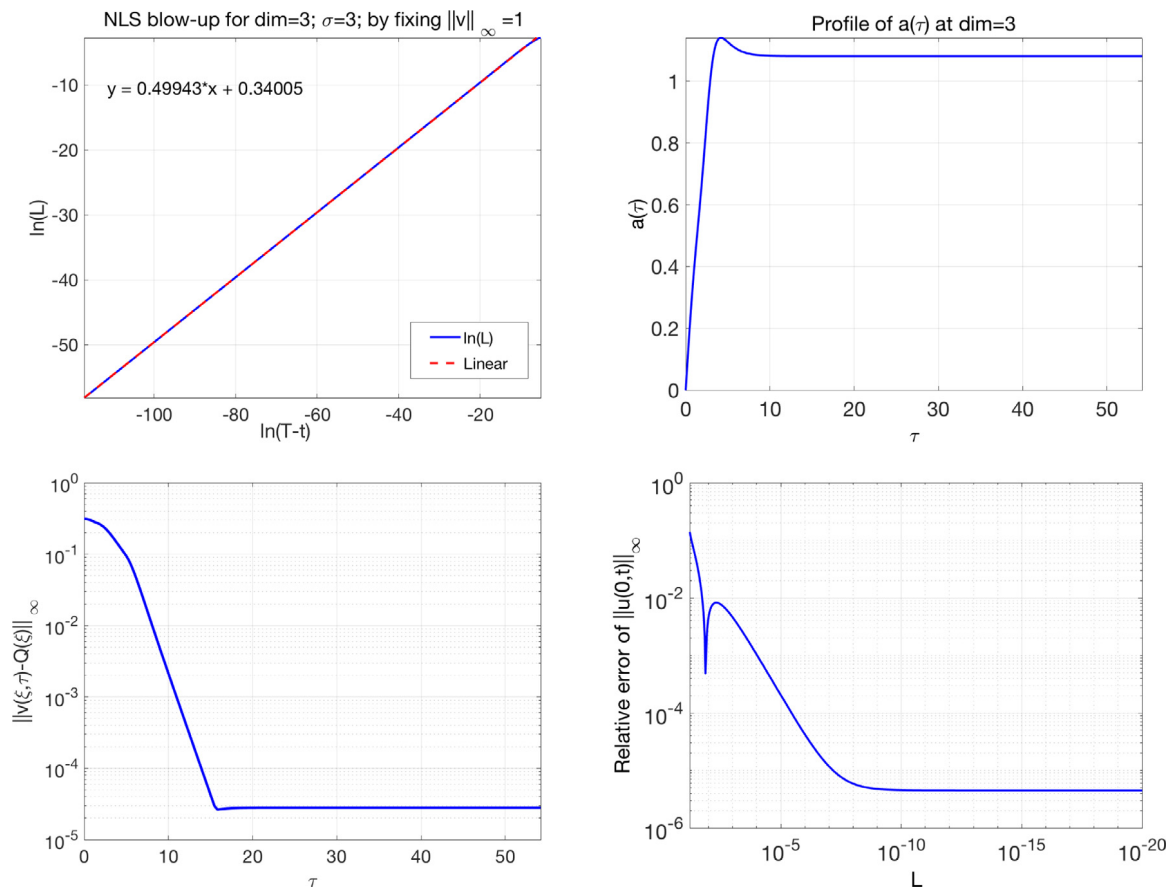 NLS blow-up for dim=3; σ=3; by fixing ||v||∞ =1
y = 0.49943*x + 0.34005
ln(L)
-10
-20
-30
-40
-50
ln(L)
Linear
-100 -80 -60 -40 -20
ln(T-t)
Profile of a(τ) at dim=3
a(τ)
1
0.8
0.6
0.4
0.2
0
0 10 20 30 40 50
τ
||v(ξ,τ)-Q(ξ)||∞
10^0
10^-1
10^-2
10^-3
10^-4
10^-5
0 10 20 30 40 50
τ
Relative error of ||u(0,t)||∞
10^0
10^-2
10^-4
10^-6
10^-5 10^-10 10^-15 10^-20
L